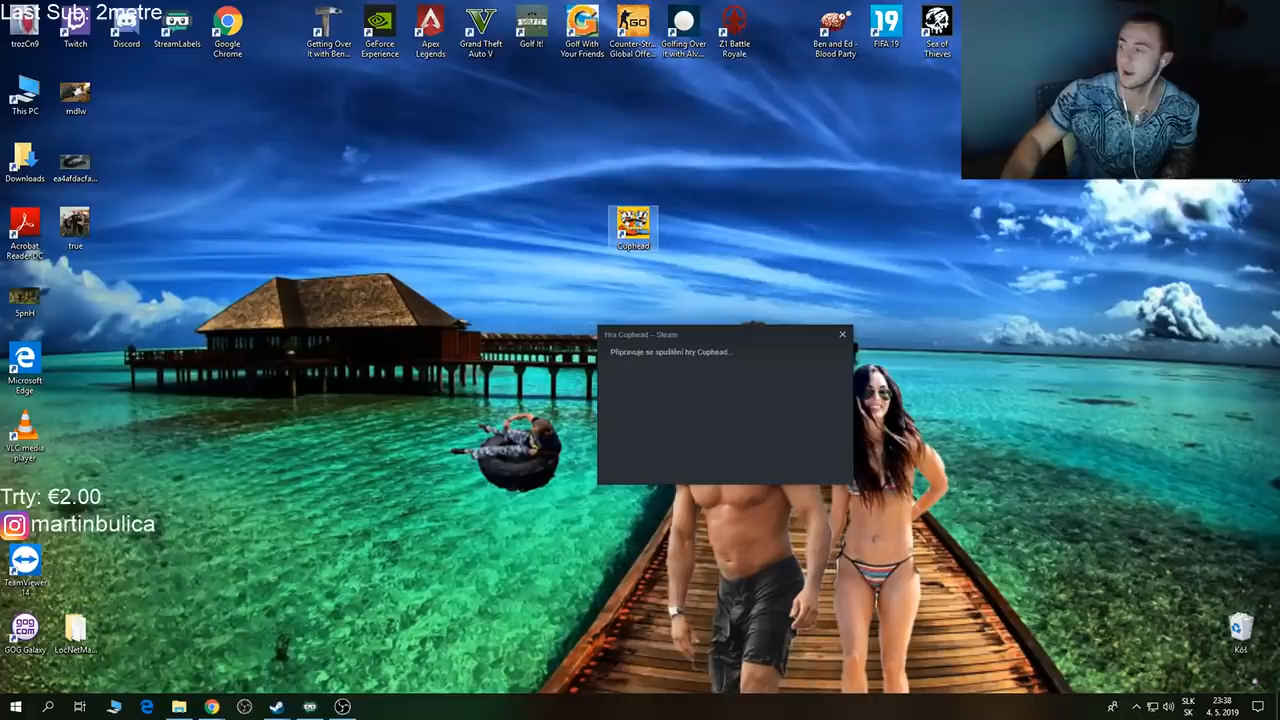 Last Sub: 2metre
trozCn9
Twitch
Discord
StreamLabels
Google
Chrome
Getting Over
It with Ben...
GeForce
Experience
Apex
Legends
Grand Theft
Auto V
Golf It!
Golf With
Your Friends
Counter-Str...
Global Offe...
Golfing Over
It with Alv...
Z1 Battle
Royale
Ben and Ed -
Blood Party
FIFA 19
Sea of
Thieves
This PC
mdlw
Downloads
ea4afdacfa...
Acrobat
Reader DC
true
Cuphead
5pnH
Hra Cuphead – Steam
Připravuje se spuštění hry Cuphead...
Microsoft
Edge
VLC media
player
Trty: €2.00
martinbulica
TeamViewer
14
GOG Galaxy
LocNetMa...
Kôš
SLK
SK
23:38
4. 5. 2019